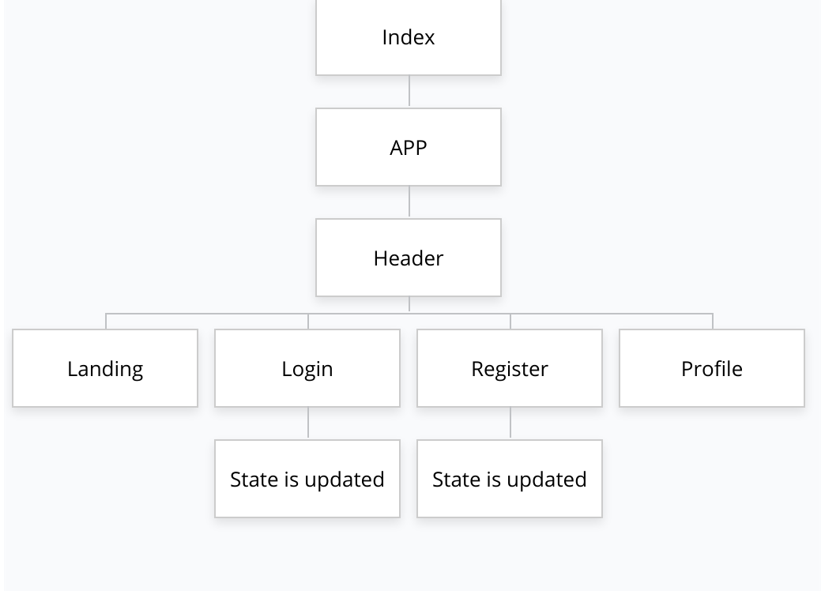 Index
APP
Header
Landing
Login
Register
Profile
State is updated
State is updated